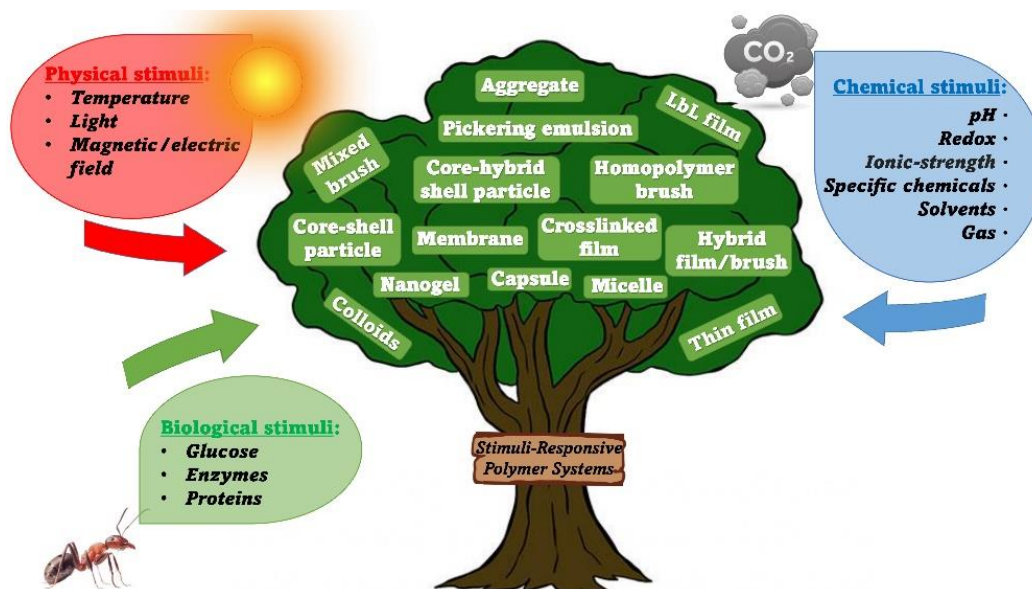 Physical stimuli:
• Temperature
• Light
• Magnetic/electric
field
CO2
Chemical stimuli:
pH •
Redox •
Ionic-strength •
Specific chemicals •
Solvents •
Gas •
Aggregate
LbL film
Pickering emulsion
Mixed
brush
Core-hybrid
shell particle
Homopolymer
brush
Core-shell
particle
Membrane
Crosslinked
film
Hybrid
film/brush
Nanogel
Capsule
Micelle
Colloids
Thin film
Biological stimuli:
• Glucose
• Enzymes
• Proteins
Stimuli-Responsive
Polymer Systems